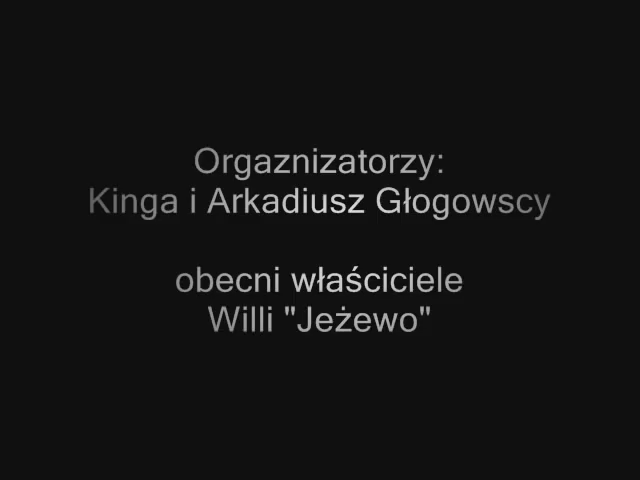 Orgaznizatorzy:
Kinga i Arkadiusz Głogowscy
obecni właściciele
Willi "Jeżewo"